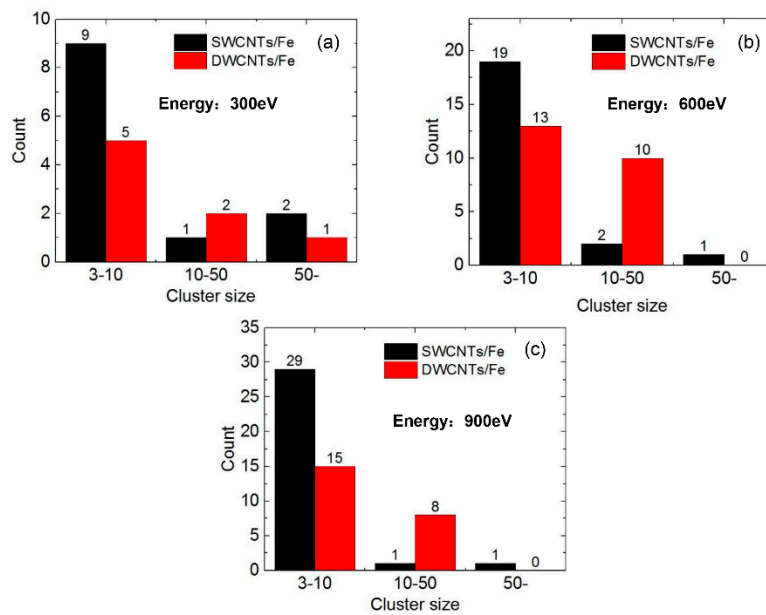 10
8
6
4
2
0
Count
9
5
1
2
2
1
SWCNTs/Fe
DWCNTs/Fe
(a)
Energy：300eV
3-10
10-50
50-
Cluster size
20
15
10
5
0
Count
19
13
2
10
1
0
SWCNTs/Fe
DWCNTs/Fe
(b)
Energy：600eV
3-10
10-50
50-
Cluster size
35
30
25
20
15
10
5
0
Count
29
15
1
8
1
0
SWCNTs/Fe
DWCNTs/Fe
(c)
Energy：900eV
3-10
10-50
50-
Cluster size